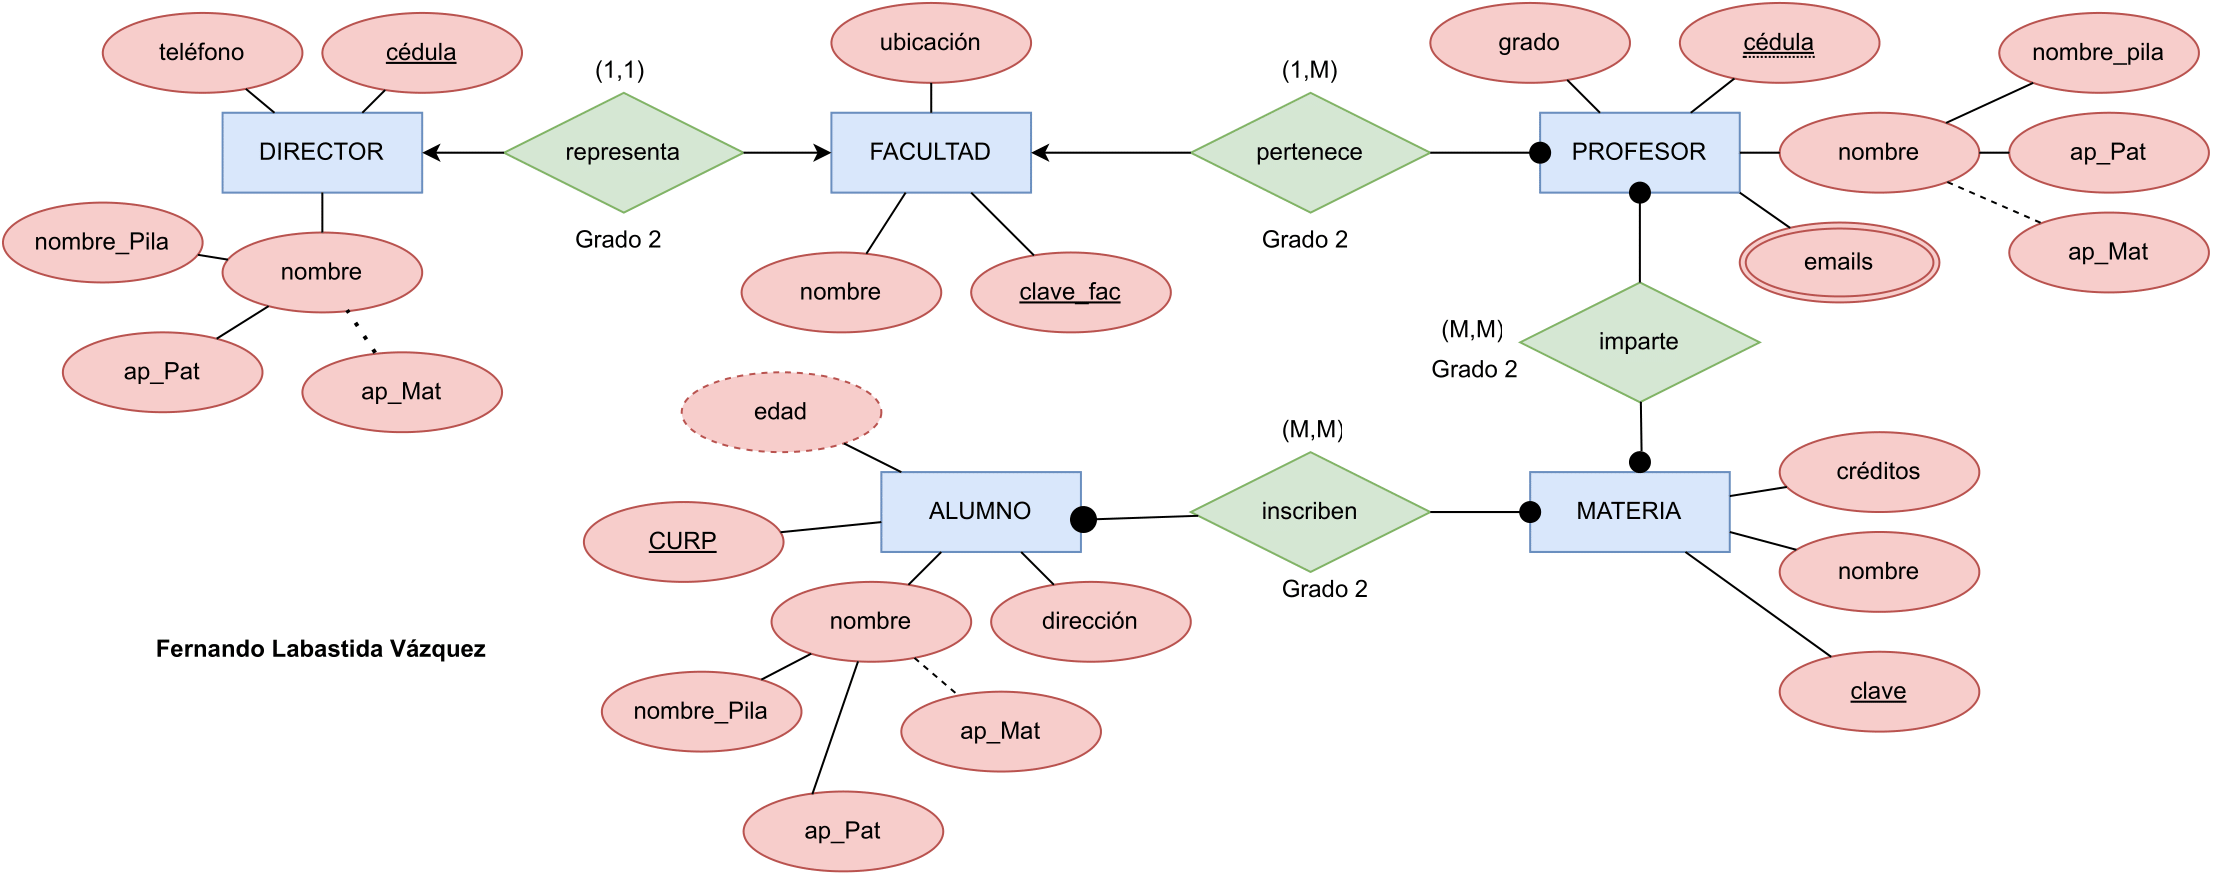 teléfono
cédula
ubicación
grado
cédula
nombre_pila
(1,1)
(1,M)
DIRECTOR
representa
FACULTAD
pertenece
PROFESOR
nombre
ap_Pat
nombre_Pila
nombre
Grado 2
Grado 2
emails
ap_Mat
nombre
clave_fac
(M,M)
imparte
Grado 2
ap_Pat
ap_Mat
edad
(M,M)
créditos
CURP
ALUMNO
inscriben
MATERIA
nombre
Grado 2
nombre
dirección
Fernando Labastida Vázquez
clave
nombre_Pila
ap_Mat
ap_Pat